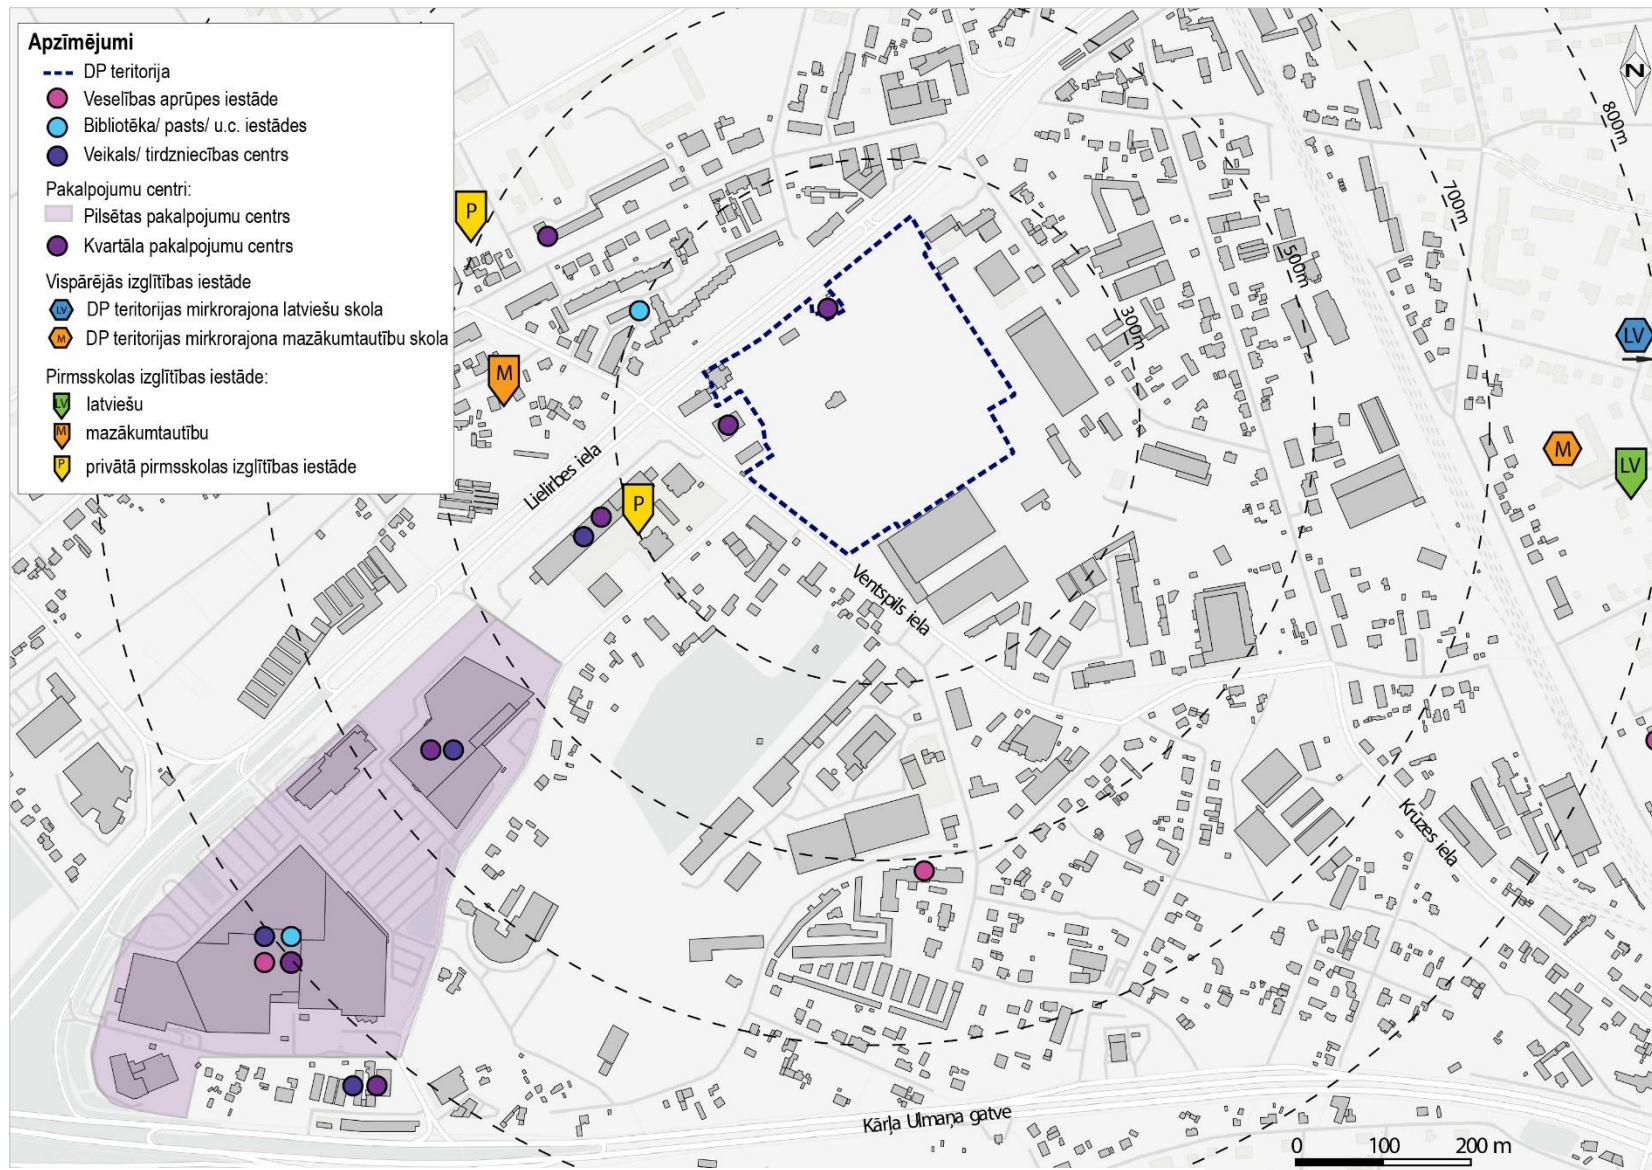 Apzīmējumi
DP teritorija
Veselības aprūpes iestāde
Bibliotēka/ pasts/ u.c. iestādes
Veikals/ tirdzniecības centrs
Pakalpojumu centri:
Pilsētas pakalpojumu centrs
Kvartāla pakalpojumu centrs
Vispārējās izglītības iestāde
LV DP teritorijas mirkrorajona latviešu skola
M DP teritorijas mirkrorajona mazākumtautību skola
Pirmsskolas izglītības iestāde:
LV latviešu
M mazākumtautību
P privātā pirmsskolas izglītības iestāde
N
800m
700m
500m
300m
P
M
LV
M
LV
P
Lielirbes iela
Ventspils iela
Krūzes iela
Kārļa Ulmaņa gatve
0 100 200 m